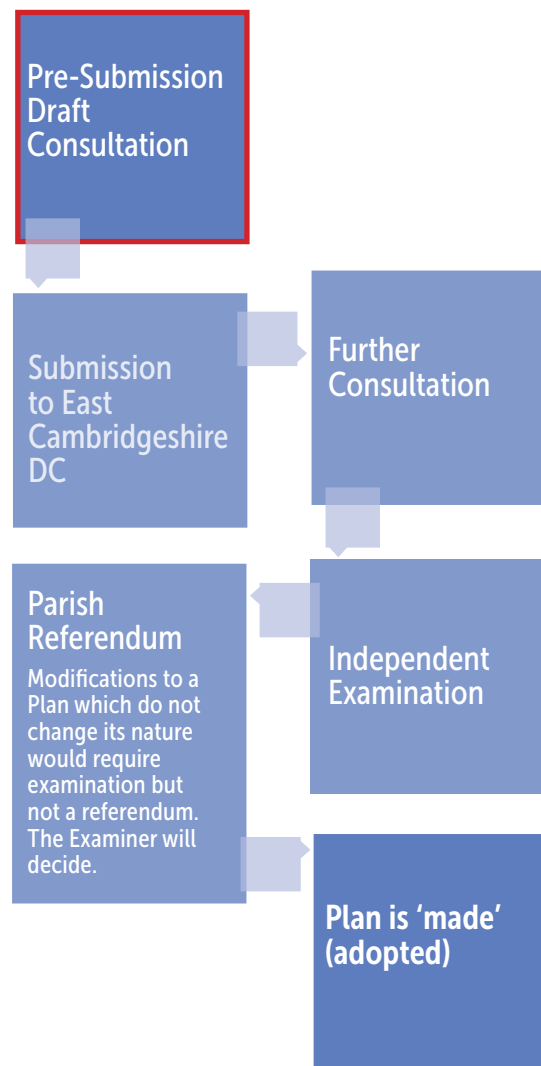 Pre-Submission
Draft
Consultation
Submission
to East
Cambridgeshire
DC
Further
Consultation
Independent
Examination
Parish
Referendum
Modifications to a
Plan which do not
change its nature
would require
examination but
not a referendum.
The Examiner will
decide.
Plan is ‘made’
(adopted)